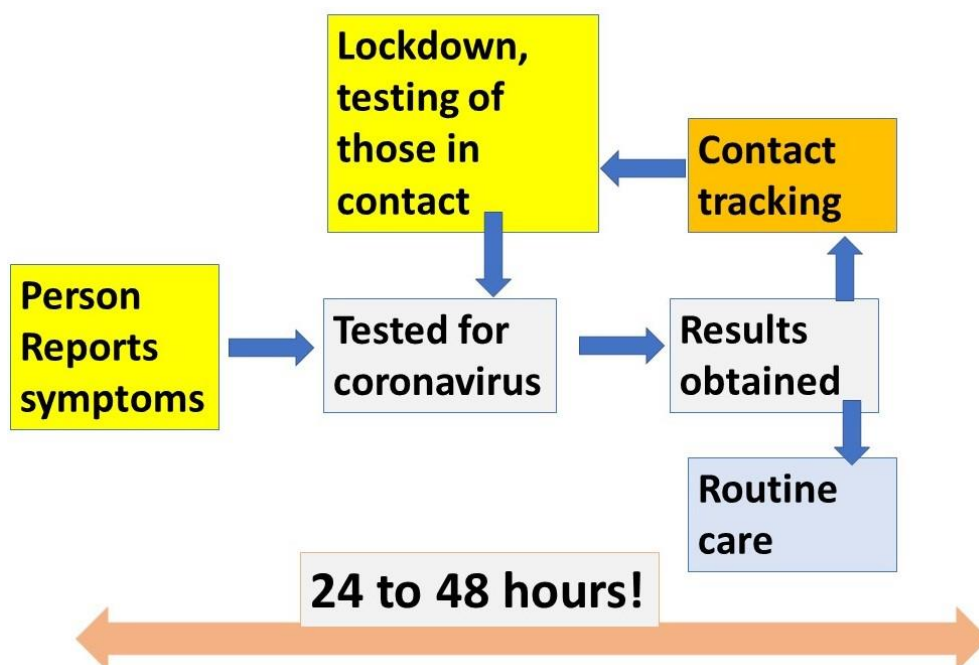 Lockdown,
testing of
those in
contact
Contact
tracking
Person
Reports
symptoms
Tested for
coronavirus
Results
obtained
Routine
care
24 to 48 hours!